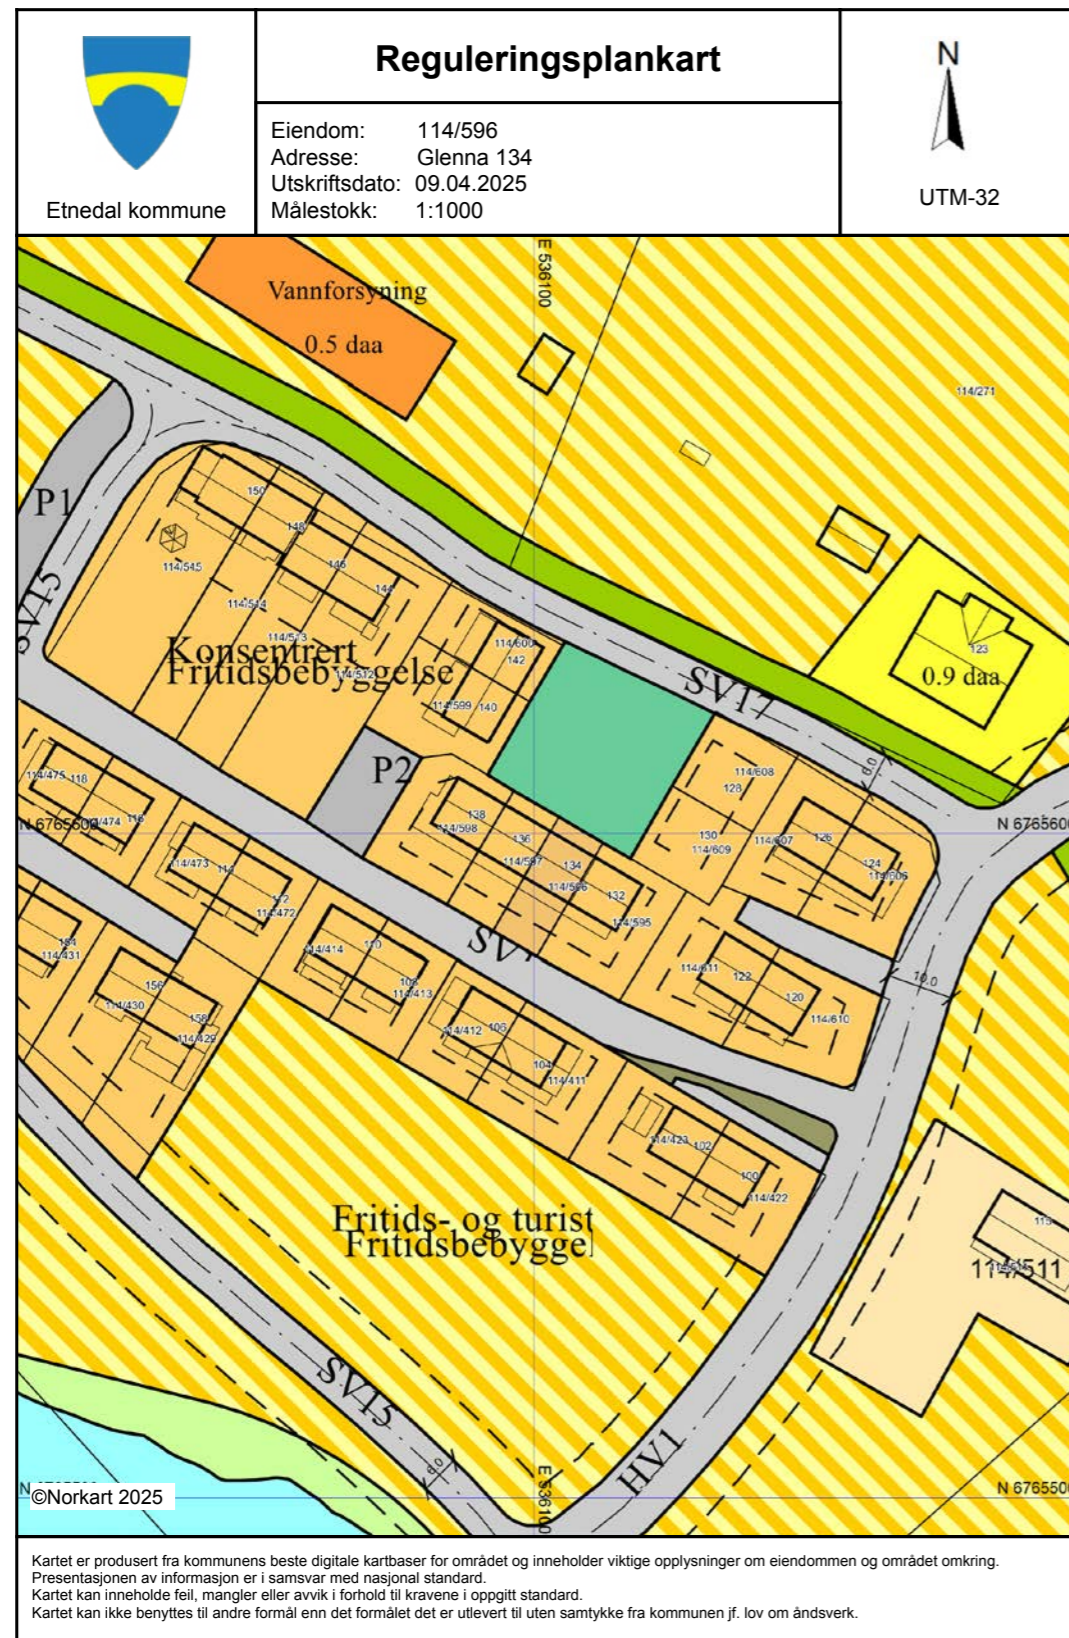 Reguleringsplankart
Etnedal kommune
Eiendom: 114/596
Adresse: Glenna 134
Utskriftsdato: 09.04.2025
Målestokk: 1:1000
N
UTM-32
E 536100
Vannforsyning
0.5 daa
114/271
P1
150
148
146
144
114/545
114/514
114/513
114/512
SV15
Konsentrert
Fritidsbebyggelse
114/600
142
114/599
140
SV17
123
0.9 daa
6.0
P2
114/608
128
114/475
118
114/474
116
N 6765600
138
114/598
136
114/597
134
114/596
132
114/595
130
114/609
114/607
126
124
114/606
N 6765600
114/473
114
112
114/472
114/414
110
108
114/413
114/611
122
120
114/610
10.0
114/431
156
114/430
158
114/429
114/412
106
104
114/411
114/423
102
100
114/422
Fritids- og turist
Fritidsbebyggel
115
114/511
SV15
6.0
HV1
E 536100
N 676550
©Norkart 2025
Kartet er produsert fra kommunens beste digitale kartbaser for området og inneholder viktige opplysninger om eiendommen og området omkring.
Presentasjonen av informasjon er i samsvar med nasjonal standard.
Kartet kan inneholde feil, mangler eller avvik i forhold til kravene i oppgitt standard.
Kartet kan ikke benyttes til andre formål enn det formålet det er utlevert til uten samtykke fra kommunen jf. lov om åndsverk.